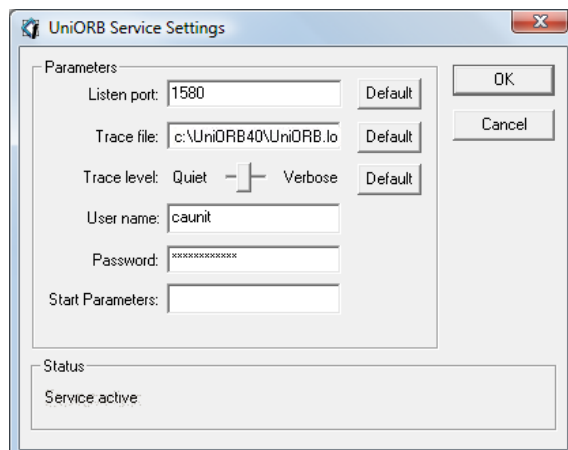 UniORB Service Settings
Parameters
Listen port: 1580 Default
Trace file: c:\UniORB40\UniORB.lo Default
Trace level: Quiet Verbose Default
User name: caunit
Password: ************
Start Parameters:
OK
Cancel
Status
Service active